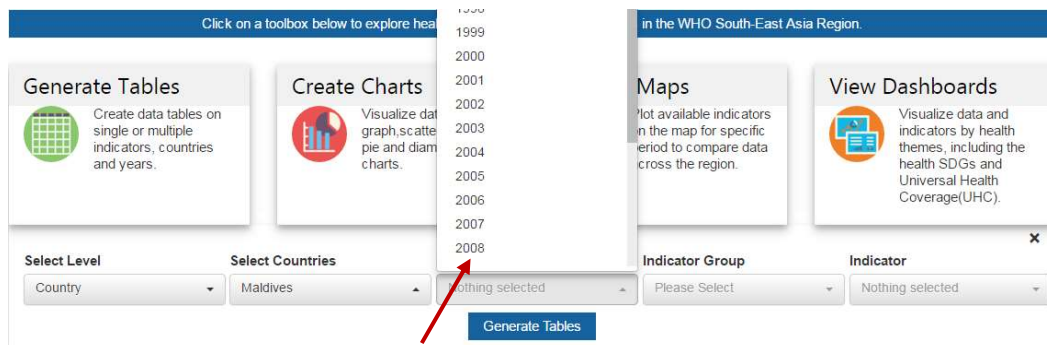 Click on a toolbox below to explore heal
in the WHO South-East Asia Region.
Generate Tables
Create data tables on
single or multiple
indicators, countries
and years.
Create Charts
Visualize dat
graph,scatte
pie and diam
charts.
1999
2000
2001
2002
2003
2004
2005
2006
2007
2008
Maps
Plot available indicators
on the map for specific
period to compare data
across the region.
View Dashboards
Visualize data and
indicators by health
themes, including the
health SDGs and
Universal Health
Coverage(UHC).
Select Level
Select Countries
Indicator Group
Indicator
Country
Maldives
Nothing selected
Please Select
Nothing selected
Generate Tables